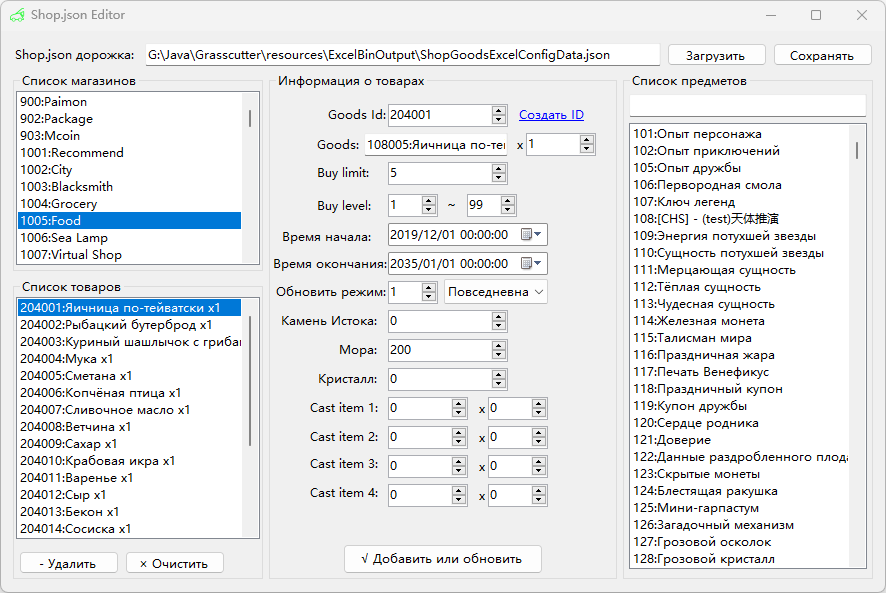 Shop.json Editor
Shop.json дорожка: G:\Java\Grasscutter\resources\ExcelBinOutput\ShopGoodsExcelConfigData.json Загрузить Сохранять
Список магазинов
900:Paimon
902:Package
903:Mcoin
1001:Recommend
1002:City
1003:Blacksmith
1004:Grocery
1005:Food
1006:Sea Lamp
1007:Virtual Shop
Список товаров
204001:Яичница по-тейватски x1
204002:Рыбацкий бутерброд x1
204003:Куриный шашлычок с гриба
204004:Мука x1
204005:Сметана x1
204006:Копчёная птица x1
204007:Сливочное масло x1
204008:Ветчина x1
204009:Сахар x1
204010:Крабовая икра x1
204011:Варенье x1
204012:Сыр x1
204013:Бекон x1
204014:Сосиска x1
- Удалить × Очистить
Информация о товарах
Goods Id: 204001 Создать ID
Goods: 108005:Яичница по-те x 1
Buy limit: 5
Buy level: 1 ~ 99
Время начала: 2019/12/01 00:00:00
Время окончания: 2035/01/01 00:00:00
Обновить режим: 1 Повседневна
Камень Истока: 0
Мора: 200
Кристалл: 0
Cast item 1: 0 x 0
Cast item 2: 0 x 0
Cast item 3: 0 x 0
Cast item 4: 0 x 0
√ Добавить или обновить
Список предметов
101:Опыт персонажа
102:Опыт приключений
105:Опыт дружбы
106:Первородная смола
107:Ключ легенд
108:[CHS] - (test)天体推演
109:Энергия потухшей звезды
110:Сущность потухшей звезды
111:Мерцающая сущность
112:Тёплая сущность
113:Чудесная сущность
114:Железная монета
115:Талисман мира
116:Праздничная жара
117:Печать Венефикус
118:Праздничный купон
119:Купон дружбы
120:Сердце родника
121:Доверие
122:Данные раздробленного плода
123:Скрытые монеты
124:Блестящая ракушка
125:Мини-гарпастум
126:Загадочный механизм
127:Грозовой осколок
128:Грозовой кристалл